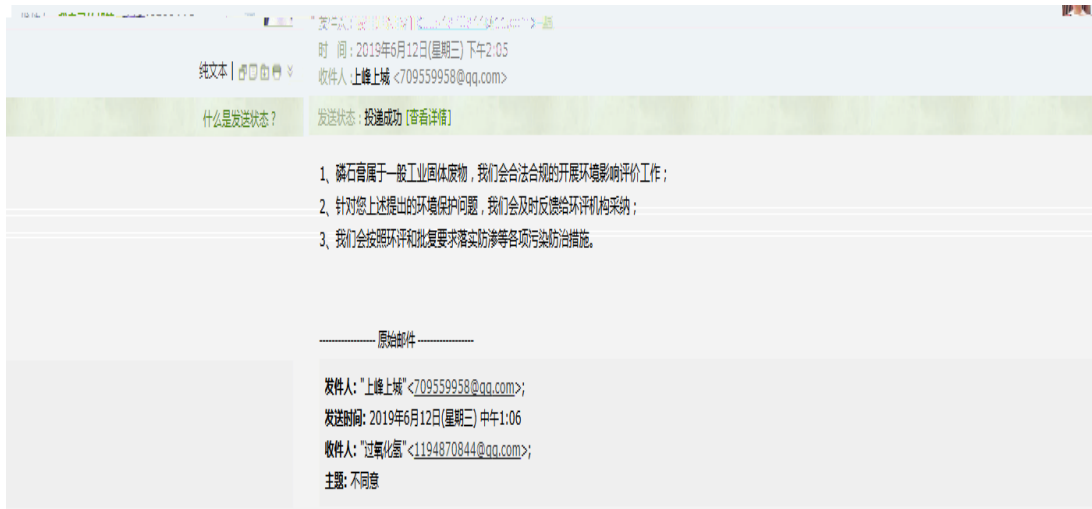 时 间：2019年6月12日(星期三) 下午2:05
纯文本 |
收件人：上峰上城 <709559958@qq.com>
什么是发送状态？
发送状态：投递成功 [查看详情]
1、磷石膏属于一般工业固体废物，我们会合法合规的开展环境影响评价工作；
2、针对您上述提出的环境保护问题，我们会及时反馈给环评机构采纳；
3、我们会按照环评和批复要求落实防渗等各项污染防治措施。
----------------- 原始邮件 -----------------
发件人: "上峰上城"<709559958@qq.com>;
发送时间: 2019年6月12日(星期三) 中午1:06
收件人: "过氧化氢"<1194870844@qq.com>;
主题: 不同意